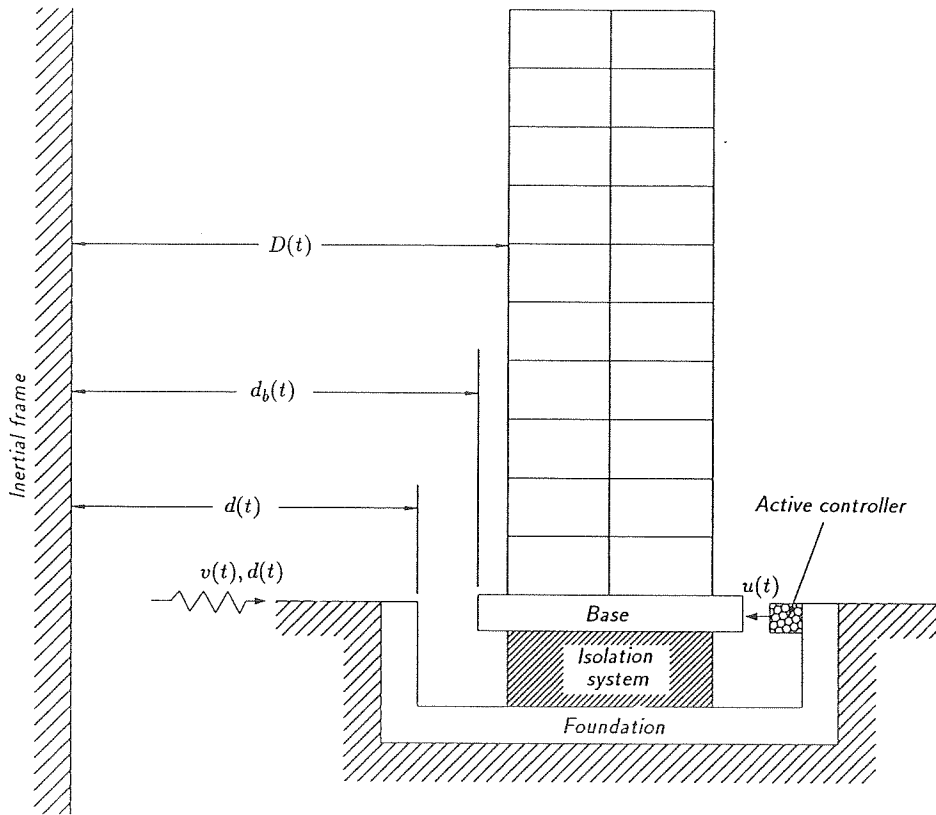 D(t)
Inertial frame
d_b(t)
d(t)
Active controller
v(t), d(t)
u(t)
Base
Isolation
system
Foundation